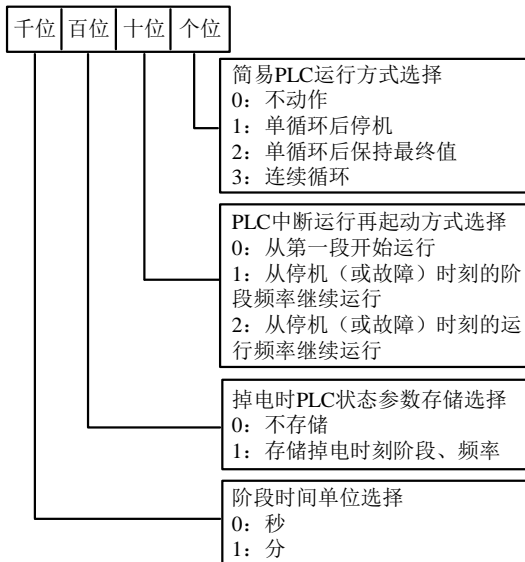 千位 百位 十位 个位
简易PLC运行方式选择
0：不动作
1：单循环后停机
2：单循环后保持最终值
3：连续循环
PLC中断运行再起动方式选择
0：从第一段开始运行
1：从停机（或故障）时刻的阶
段频率继续运行
2：从停机（或故障）时刻的运
行频率继续运行
掉电时PLC状态参数存储选择
0：不存储
1：存储掉电时刻阶段、频率
阶段时间单位选择
0：秒
1：分